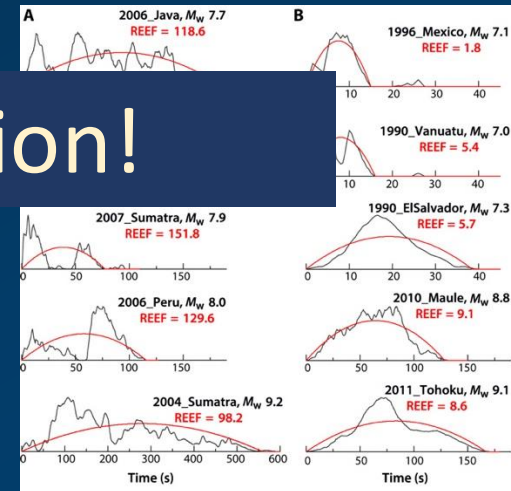 A
2006_Java, Mw 7.7
REEF = 118.6
ion!
2007_Sumatra, Mw 7.9
REEF = 151.8
0 50 100 150
2006_Peru, Mw 8.0
REEF = 129.6
0 50 100 150
2004_Sumatra, Mw 9.2
REEF = 98.2
0 100 200 300 400 500 600
Time (s)
B
1996_Mexico, Mw 7.1
REEF = 1.8
10 20 30 40
1990_Vanuatu, Mw 7.0
REEF = 5.4
10 20 30 40
1990_ElSalvador, Mw 7.3
REEF = 5.7
0 10 20 30 40
2010_Maule, Mw 8.8
REEF = 9.1
0 50 100 150
2011_Tohoku, Mw 9.1
REEF = 8.6
0 50 100 150
Time (s)